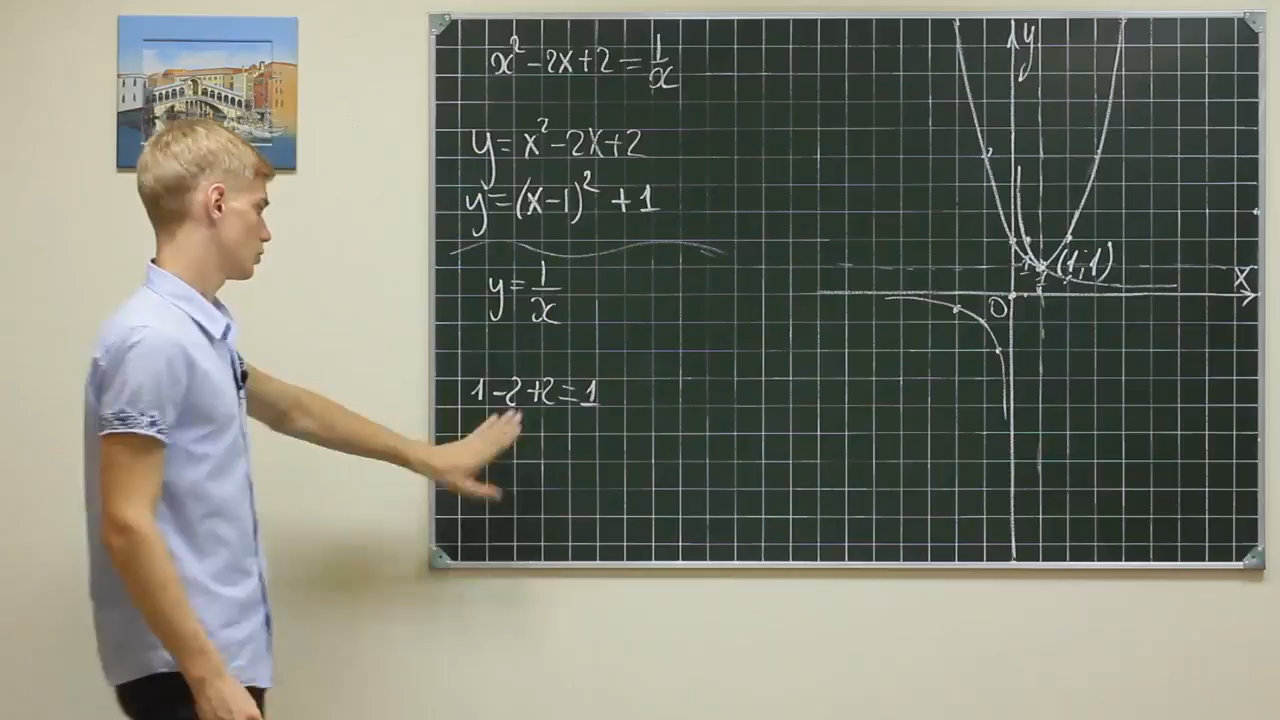 x² - 2x + 2 = 1/x
y = x² - 2x + 2
y = (x - 1)² + 1
y = 1/x
1 - 2 + 2 = 1
y
(1; 1)
x
0